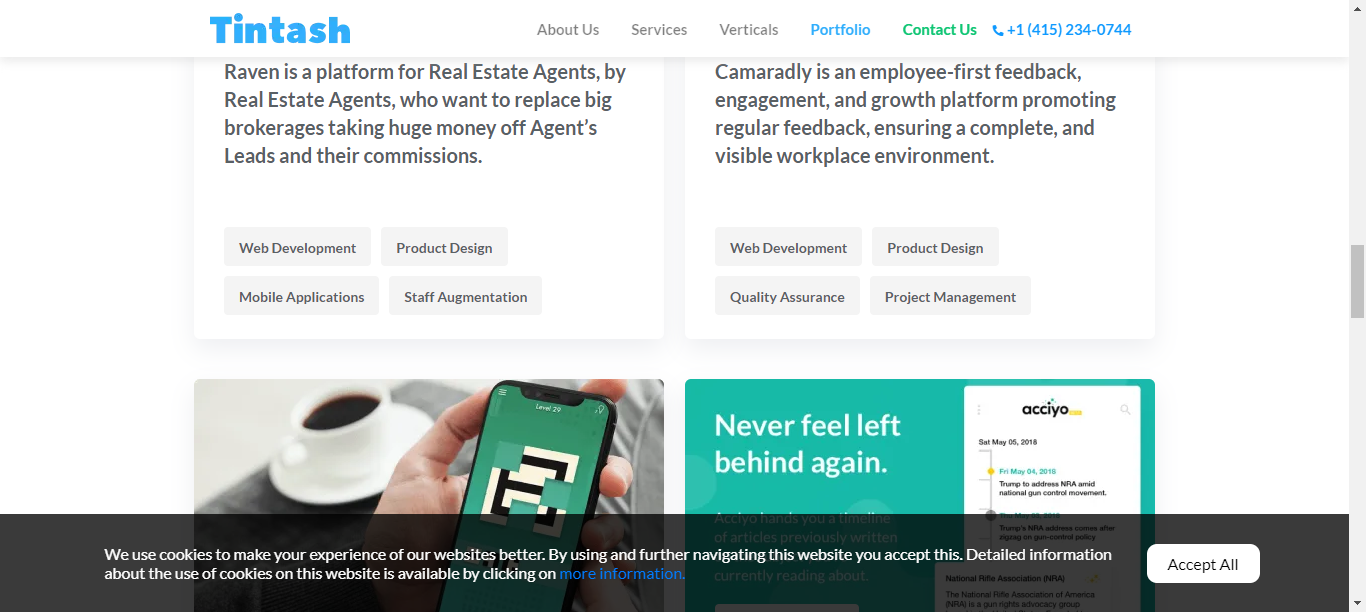 Tintash
About Us
Services
Verticals
Portfolio
Contact Us
+1 (415) 234-0744
Raven is a platform for Real Estate Agents, by
Real Estate Agents, who want to replace big
brokerages taking huge money off Agent’s
Leads and their commissions.
Web Development
Product Design
Mobile Applications
Staff Augmentation
Camaradly is an employee-first feedback,
engagement, and growth platform promoting
regular feedback, ensuring a complete, and
visible workplace environment.
Web Development
Product Design
Quality Assurance
Project Management
Level 29
Never feel left
behind again.
Acciyo hands you a timeline
of articles previously written
currently reading about.
acciyo
Sat May 05, 2018
Fri May 04, 2018
Trump to address NRA amid
national gun control movement.
Thu May 03, 2018
Trump's NRA address comes after
zigzag on gun-control policy
National Rifle Association (NRA)
The National Rifle Association of America
(NRA) is a gun rights advocacy group
We use cookies to make your experience of our websites better. By using and further navigating this website you accept this. Detailed information
about the use of cookies on this website is available by clicking on more information.
Accept All